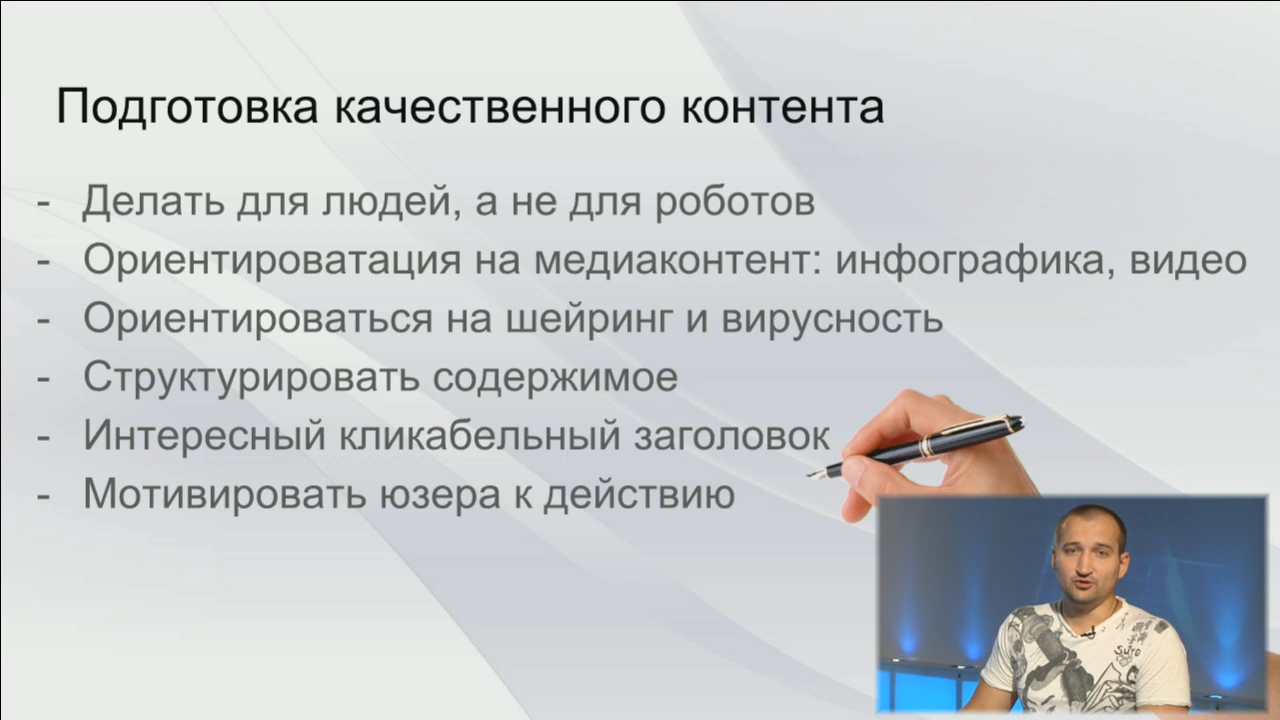 Подготовка качественного контента
- Делать для людей, а не для роботов
- Ориентироватация на медиаконтент: инфографика, видео
- Ориентироваться на шейринг и вирусность
- Структурировать содержимое
- Интересный кликабельный заголовок
- Мотивировать юзера к действию